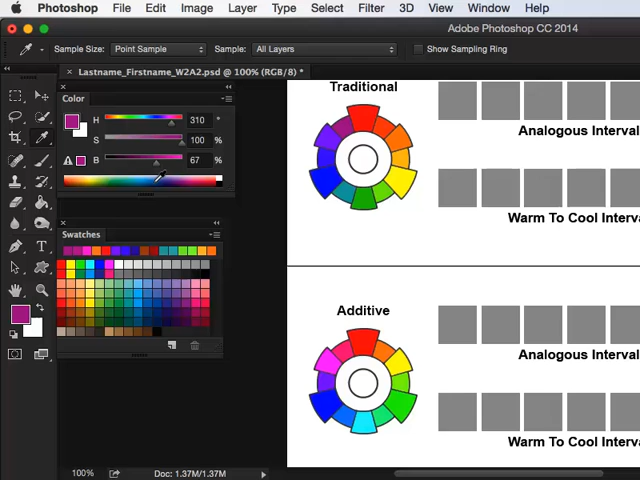 Photoshop File Edit Image Layer Type Select Filter 3D View Window Help
Adobe Photoshop CC 2014
Sample Size: Point Sample Sample: All Layers Show Sampling Ring
Lastname_Firstname_W2A2.psd @ 100% (RGB/8) *
Color
H 310 °
S 100 %
B 67 %
Swatches
Traditional
Analogous Interval
Warm To Cool Interval
Additive
Analogous Interval
Warm To Cool Interval
100% Doc: 1.37M/1.37M